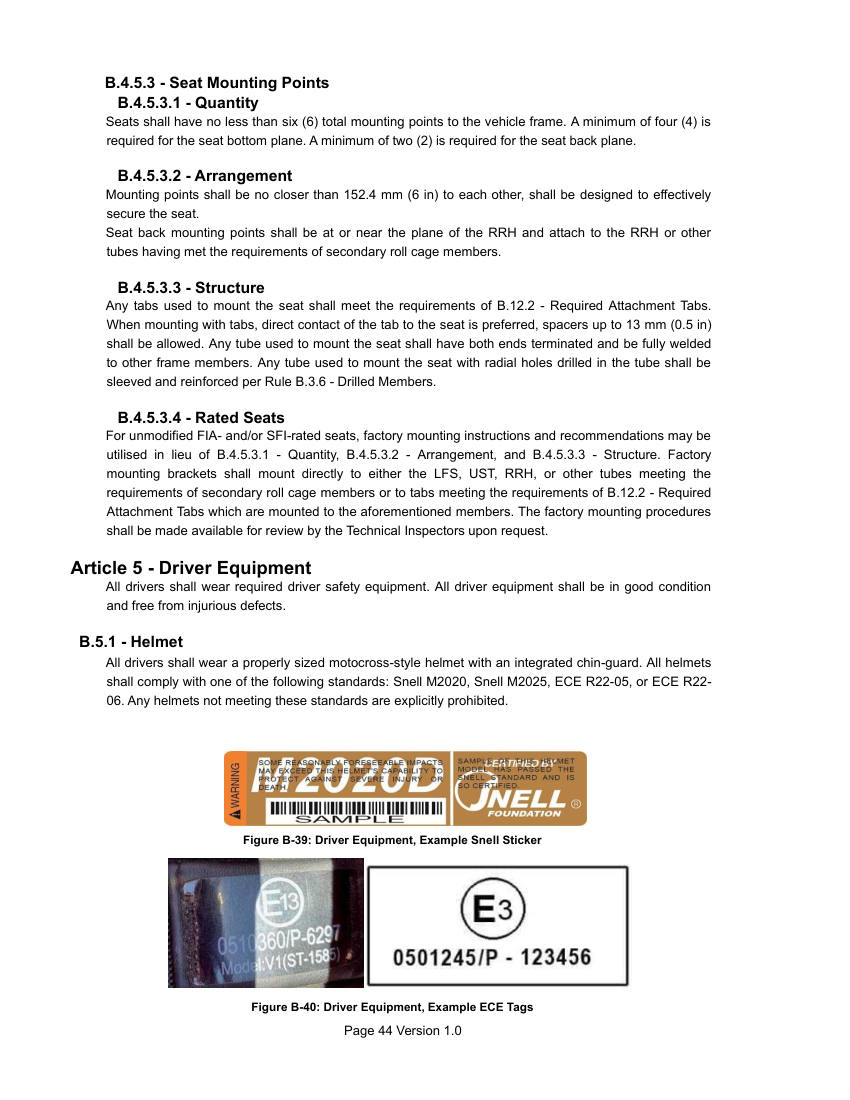 B.4.5.3 - Seat Mounting Points
B.4.5.3.1 - Quantity
Seats shall have no less than six (6) total mounting points to the vehicle frame. A minimum of four (4) is
required for the seat bottom plane. A minimum of two (2) is required for the seat back plane.
B.4.5.3.2 - Arrangement
Mounting points shall be no closer than 152.4 mm (6 in) to each other, shall be designed to effectively
secure the seat.
Seat back mounting points shall be at or near the plane of the RRH and attach to the RRH or other
tubes having met the requirements of secondary roll cage members.
B.4.5.3.3 - Structure
Any tabs used to mount the seat shall meet the requirements of B.12.2 - Required Attachment Tabs.
When mounting with tabs, direct contact of the tab to the seat is preferred, spacers up to 13 mm (0.5 in)
shall be allowed. Any tube used to mount the seat shall have both ends terminated and be fully welded
to other frame members. Any tube used to mount the seat with radial holes drilled in the tube shall be
sleeved and reinforced per Rule B.3.6 - Drilled Members.
B.4.5.3.4 - Rated Seats
For unmodified FIA- and/or SFI-rated seats, factory mounting instructions and recommendations may be
utilised in lieu of B.4.5.3.1 - Quantity, B.4.5.3.2 - Arrangement, and B.4.5.3.3 - Structure. Factory
mounting brackets shall mount directly to either the LFS, UST, RRH, or other tubes meeting the
requirements of secondary roll cage members or to tabs meeting the requirements of B.12.2 - Required
Attachment Tabs which are mounted to the aforementioned members. The factory mounting procedures
shall be made available for review by the Technical Inspectors upon request.
Article 5 - Driver Equipment
All drivers shall wear required driver safety equipment. All driver equipment shall be in good condition
and free from injurious defects.
B.5.1 - Helmet
All drivers shall wear a properly sized motocross-style helmet with an integrated chin-guard. All helmets
shall comply with one of the following standards: Snell M2020, Snell M2025, ECE R22-05, or ECE R22-
06. Any helmets not meeting these standards are explicitly prohibited.
WARNING
M2020D
SOME REASONABLY FORESEEABLE IMPACTS
MAY EXCEED THIS HELMET'S CAPABILITY TO
PROTECT AGAINST SEVERE INJURY OR
DEATH.
SAMPLE
CERTIFIED BY
SAMPLE OF THIS HELMET
MODEL HAS PASSED THE
SNELL STANDARD AND IS
SO CERTIFIED.
SNELL ®
FOUNDATION
Figure B-39: Driver Equipment, Example Snell Sticker
E13
0510360/P-6297
Model:V1(ST-1585)
E3
0501245/P - 123456
Figure B-40: Driver Equipment, Example ECE Tags
Page 44 Version 1.0